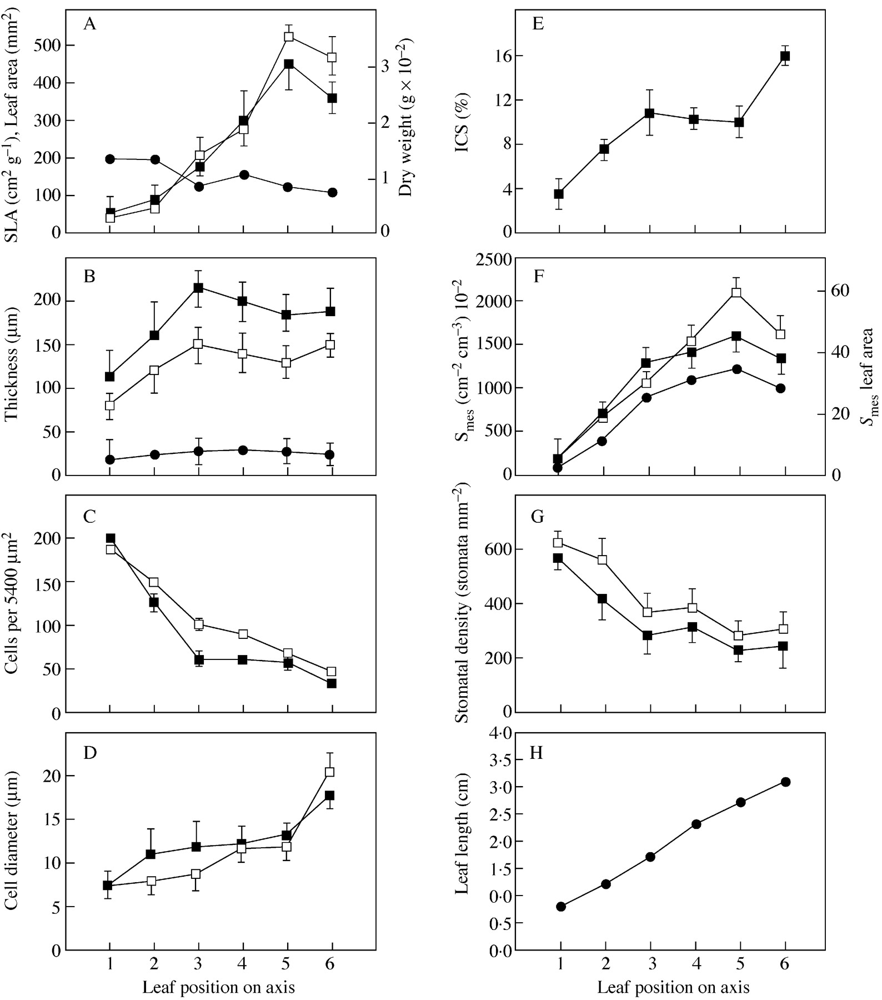 A
SLA (cm² g⁻¹), Leaf area (mm²)
500
400
300
200
100
0
3
2
1
0
Dry weight (g × 10⁻²)
B
Thickness (µm)
200
150
100
50
0
C
Cells per 5400 µm²
200
150
100
50
0
D
Cell diameter (µm)
20
15
10
5
0
1 2 3 4 5 6
Leaf position on axis
E
ICS (%)
16
12
8
4
0
F
Smes (cm⁻² cm⁻³) 10⁻²
2500
2000
1500
1000
500
0
60
40
20
0
Smes leaf area
G
Stomatal density (stomata mm⁻²)
600
400
200
0
H
Leaf length (cm)
4·0
3·5
3·0
2·5
2·0
1·5
0·0
0·5
0·0
1 2 3 4 5 6
Leaf position on axis